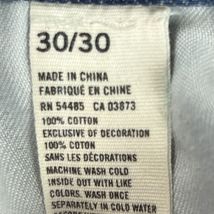 30/30
MADE IN CHINA
FABRIQUÉ EN CHINE
RN 54485 CA 03873
100% COTTON
EXCLUSIVE OF DECORATION
100% COTON
SANS LES DÉCORATIONS
MACHINE WASH COLD
INSIDE OUT WITH LIKE
COLORS. WASH ONCE
SEPARATELY IN COLD WATER